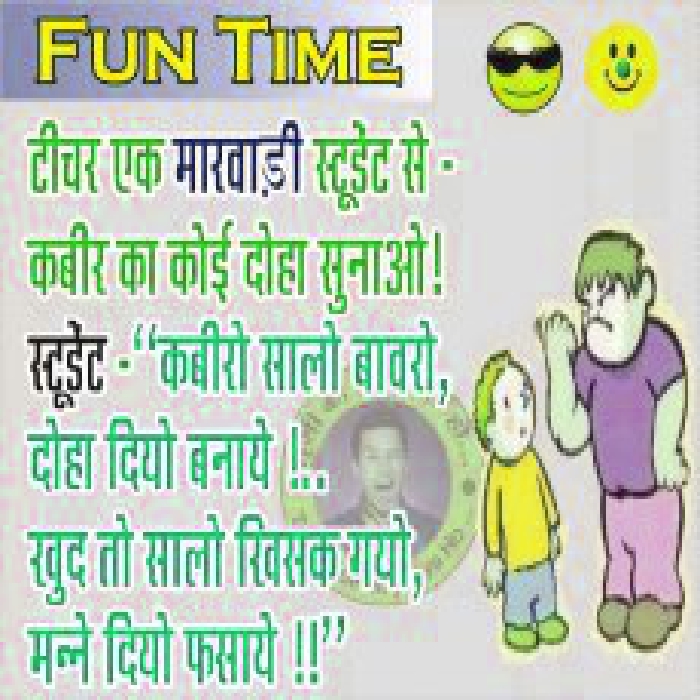 FUN TIME
टीचर एक मारवाड़ी स्टूडेट से -
कबीर का कोई दोहा सुनाओ!
स्टूडेट -“कबीरो सालो बावरो,
दोहा दियो बनाये !..
खुद तो सालो खिसक गयो,
मन्ने दियो फसाये !!”